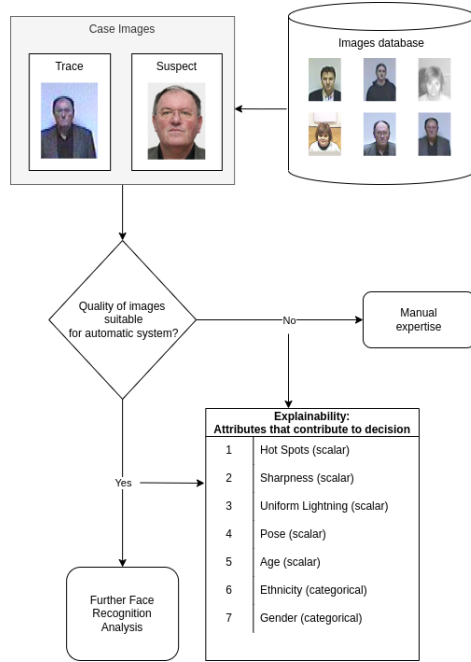 Case Images
Trace
Suspect
Images database
Quality of images
suitable
for automatic system?
No
Manual
expertise
Yes
Explainability:
Attributes that contribute to decision
1 Hot Spots (scalar)
2 Sharpness (scalar)
3 Uniform Lightning (scalar)
4 Pose (scalar)
5 Age (scalar)
6 Ethnicity (categorical)
7 Gender (categorical)
Further Face
Recognition
Analysis